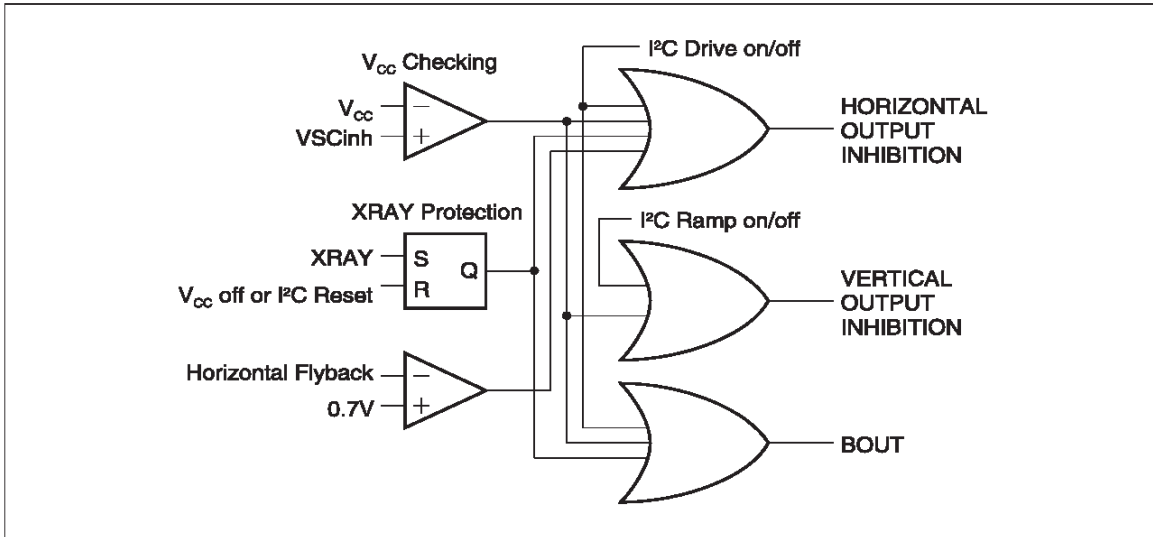 I²C Drive on/off
V_CC Checking
V_CC
−
VSCinh
+
HORIZONTAL
OUTPUT
INHIBITION
XRAY Protection
I²C Ramp on/off
XRAY
S
Q
V_CC off or I²C Reset
R
VERTICAL
OUTPUT
INHIBITION
Horizontal Flyback
−
0.7V
+
BOUT